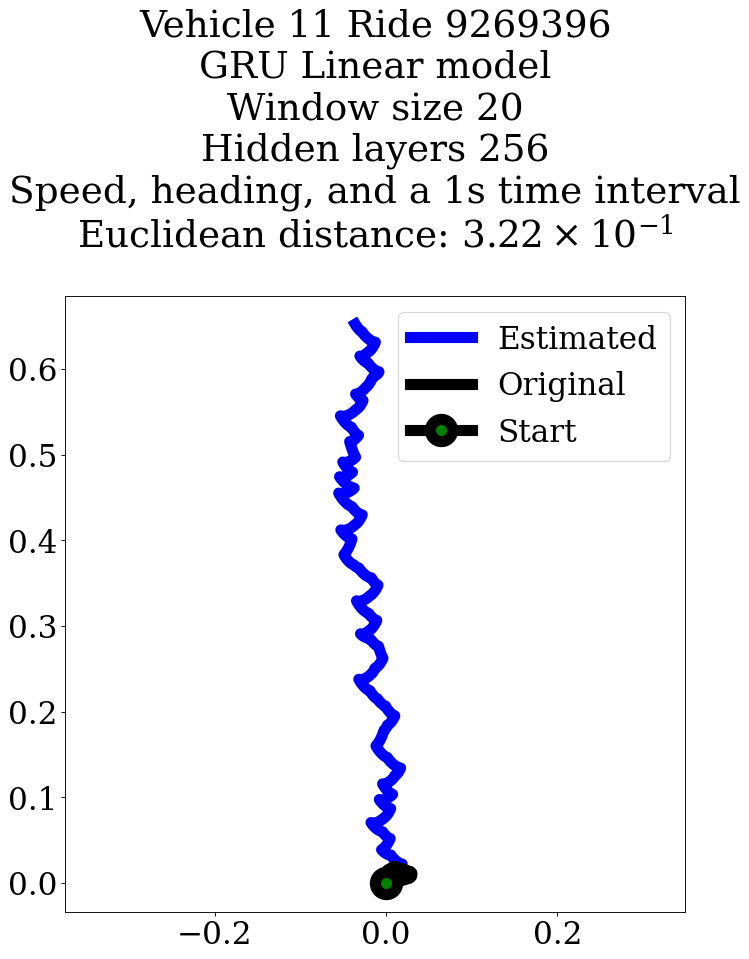 Vehicle 11 Ride 9269396
GRU Linear model
Window size 20
Hidden layers 256
Speed, heading, and a 1s time interval
Euclidean distance: 3.22 × 10⁻¹
Estimated
Original
Start
0.6
0.5
0.4
0.3
0.2
0.1
0.0
−0.2 0.0 0.2